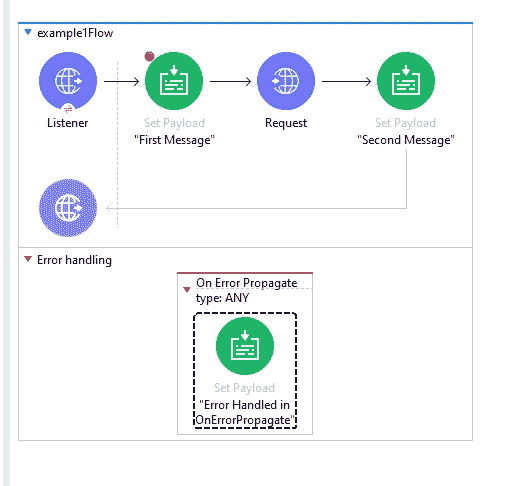 example1Flow
Listener
Set Payload
"First Message"
Request
Set Payload
"Second Message"
Error handling
On Error Propagate
type: ANY
Set Payload
"Error Handled in
OnErrorPropagate"